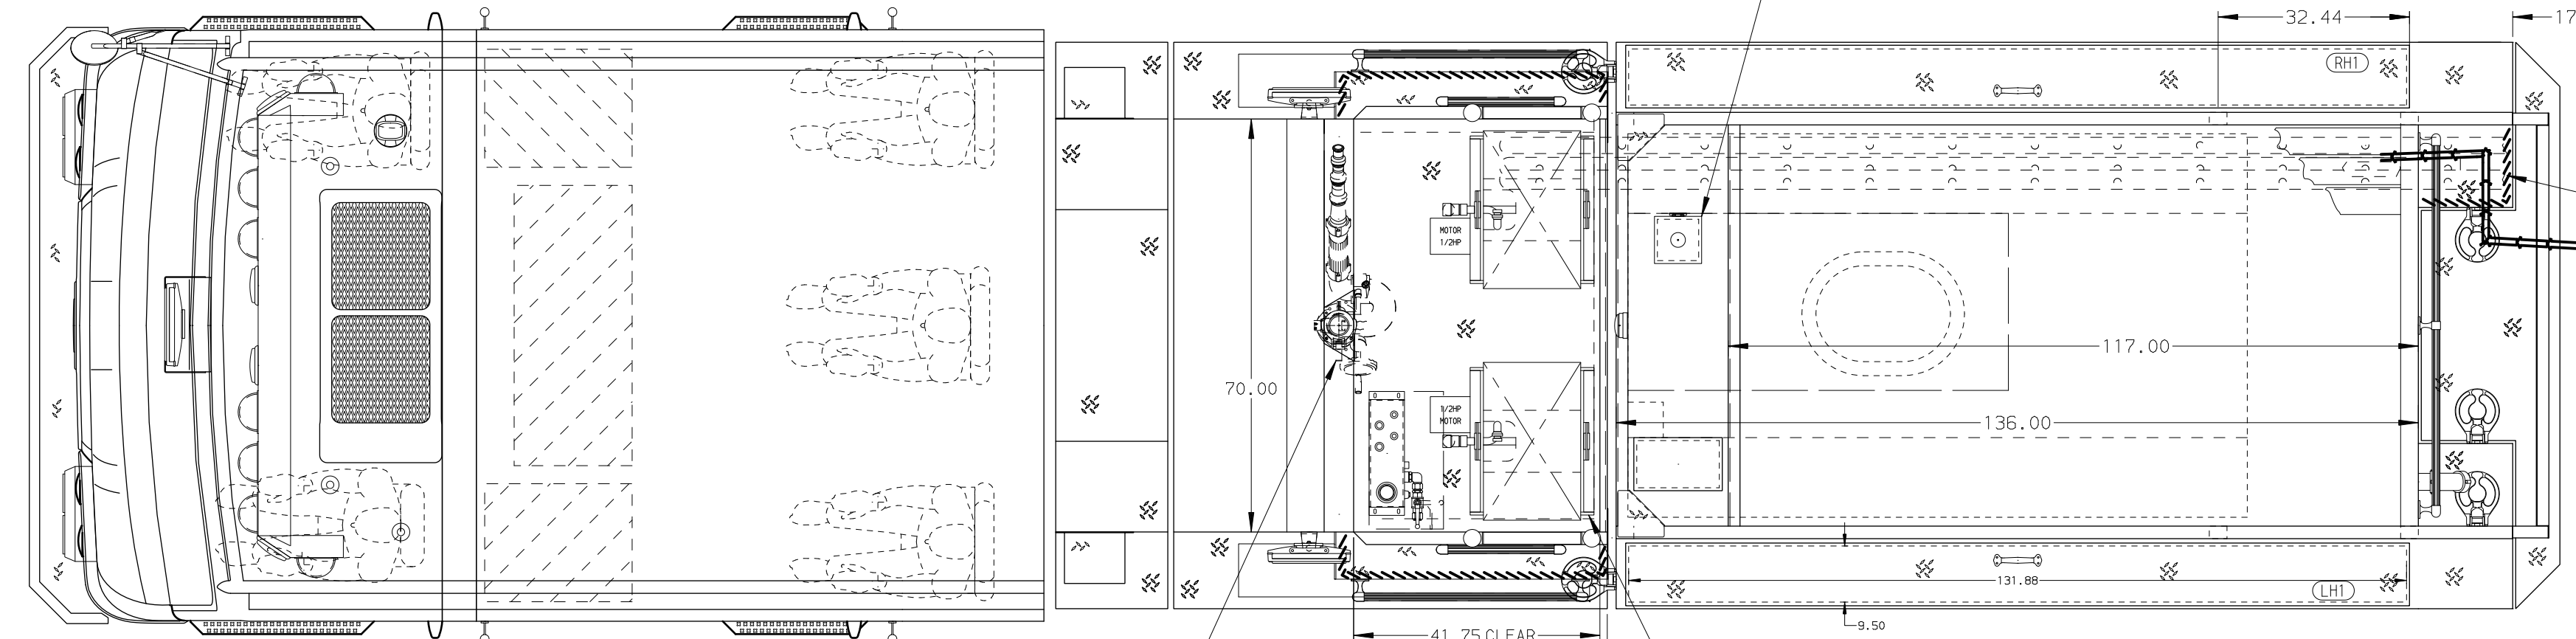 32.44
17
RH1
MOTOR
1/2HP
117.00
70.00
1/2HP
MOTOR
136.00
131.88
LH1
9.50
41.75 CLEAR